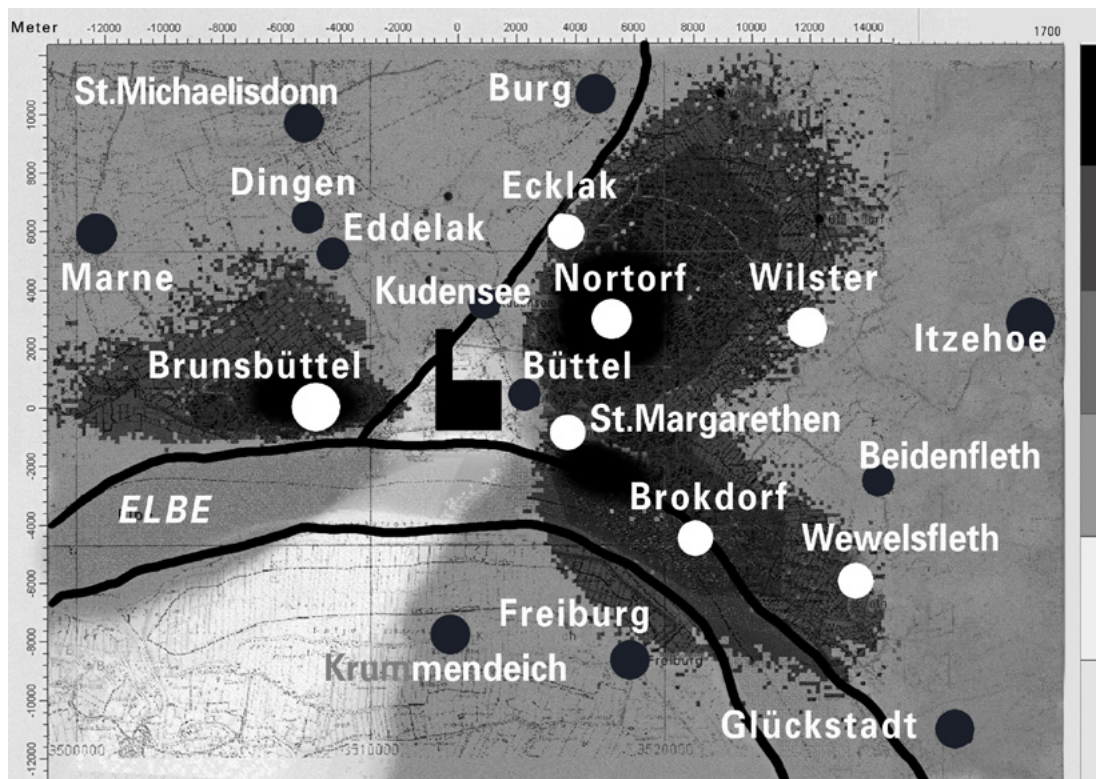 Meter -12000 -10000 -8000 -6000 -4000 -2000 0 2000 4000 6000 8000 10000 12000 14000 1700
10000
8000
6000
4000
2000
0
-2000
-4000
-6000
-8000
-10000
-12000
St.Michaelisdonn
Burg
Dingen
Ecklak
Eddelak
Marne
Kudensee
Nortorf
Wilster
Itzehoe
Brunsbüttel
Büttel
St.Margarethen
Beidenfleth
ELBE
Brokdorf
Wewelsfleth
Freiburg
Krummendeich
Freiburg
Glückstadt
3500000
3510000
3520000